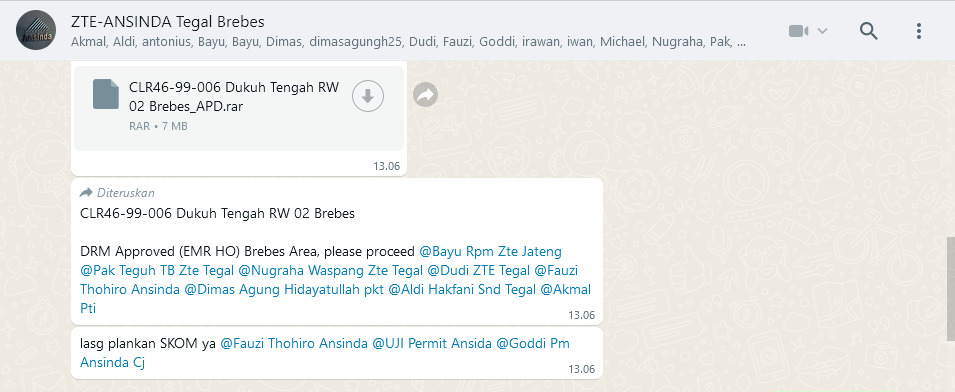 ZTE-ANSINDA Tegal Brebes
Akmal, Aldi, antonius, Bayu, Bayu, Dimas, dimasagungh25, Dudi, Fauzi, Goddi, irawan, iwan, Michael, Nugraha, Pak, ...
CLR46-99-006 Dukuh Tengah RW
02 Brebes_APD.rar
RAR • 7 MB
13.06
Diteruskan
CLR46-99-006 Dukuh Tengah RW 02 Brebes
DRM Approved (EMR HO) Brebes Area, please proceed @Bayu Rpm Zte Jateng
@Pak Teguh TB Zte Tegal @Nugraha Waspang Zte Tegal @Dudi ZTE Tegal @Fauzi
Thohiro Ansinda @Dimas Agung Hidayatullah pkt @Aldi Hakfani Snd Tegal @Akmal
Pti
13.06
lasg plankan SKOM ya @Fauzi Thohiro Ansinda @UJI Permit Ansida @Goddi Pm
Ansinda Cj
13.06